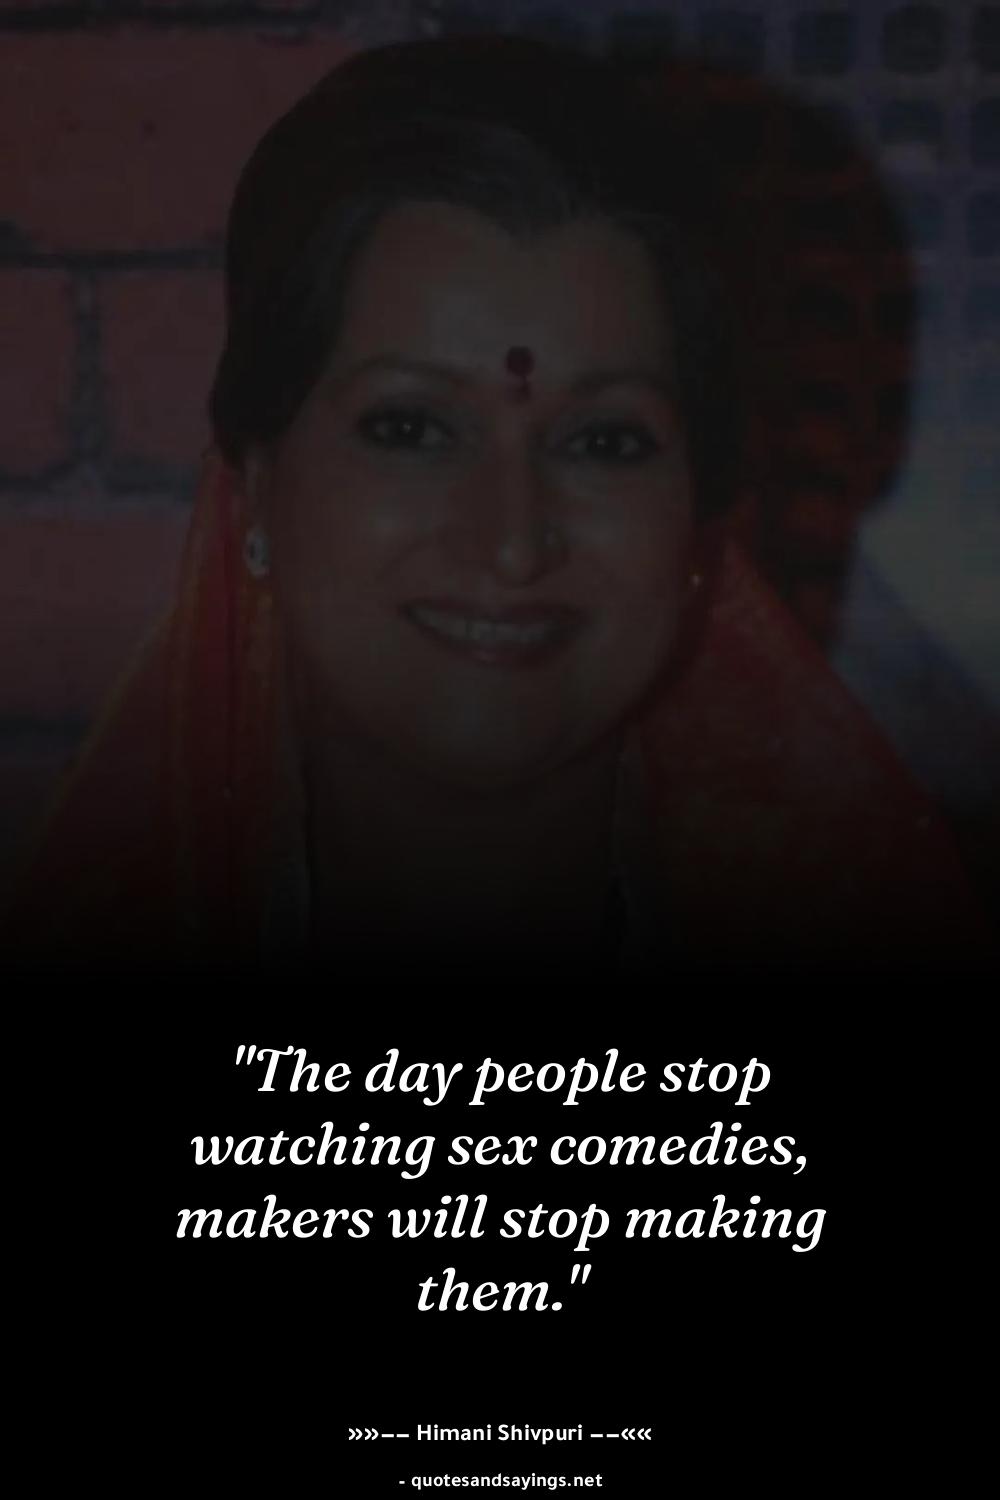 "The day people stop
watching sex comedies,
makers will stop making
them."
»»–– Himani Shivpuri ––««
- quotesandsayings.net